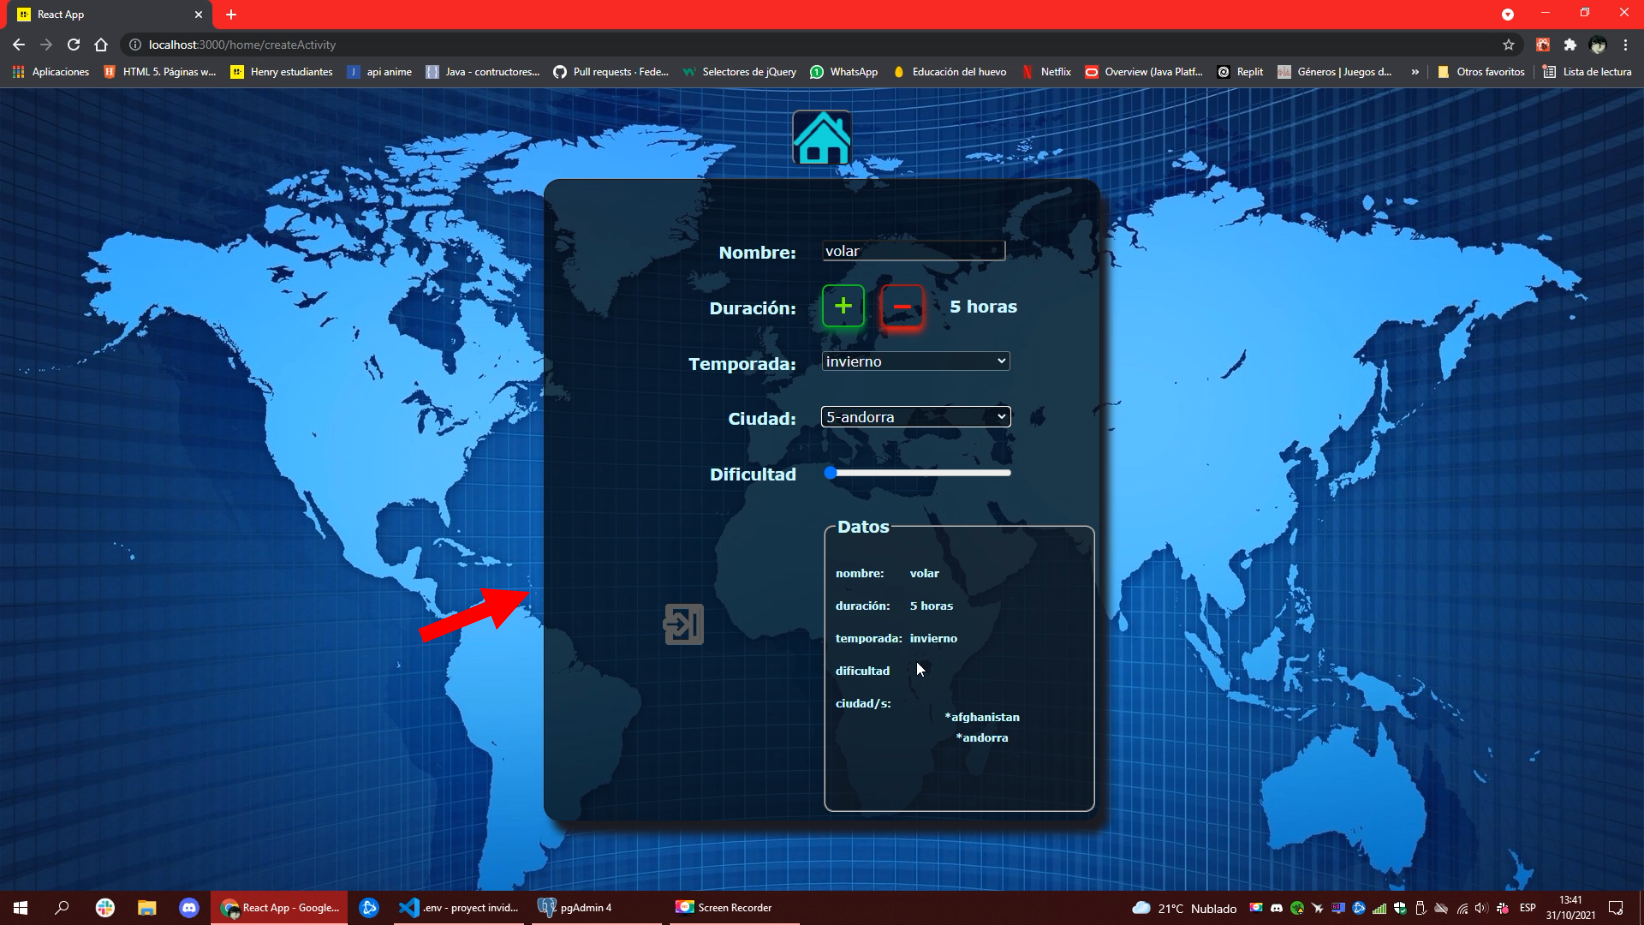 React App
localhost:3000/home/createActivity
Aplicaciones
HTML 5. Páginas w...
Henry estudiantes
api anime
Java - contructores...
Pull requests · Fede...
Selectores de jQuery
WhatsApp
Educación del huevo
Netflix
Overview (Java Platf...
Replit
Géneros | Juegos d...
»
Otros favoritos
Lista de lectura
Nombre: volar
Duración: + − 5 horas
Temporada: invierno
Ciudad: 5-andorra
Dificultad
Datos
nombre: volar
duración: 5 horas
temporada: invierno
dificultad
ciudad/s:
*afghanistan
*andorra
React App - Google...
.env - proyect invid...
pgAdmin 4
Screen Recorder
21°C Nublado
ESP
13:41
31/10/2021